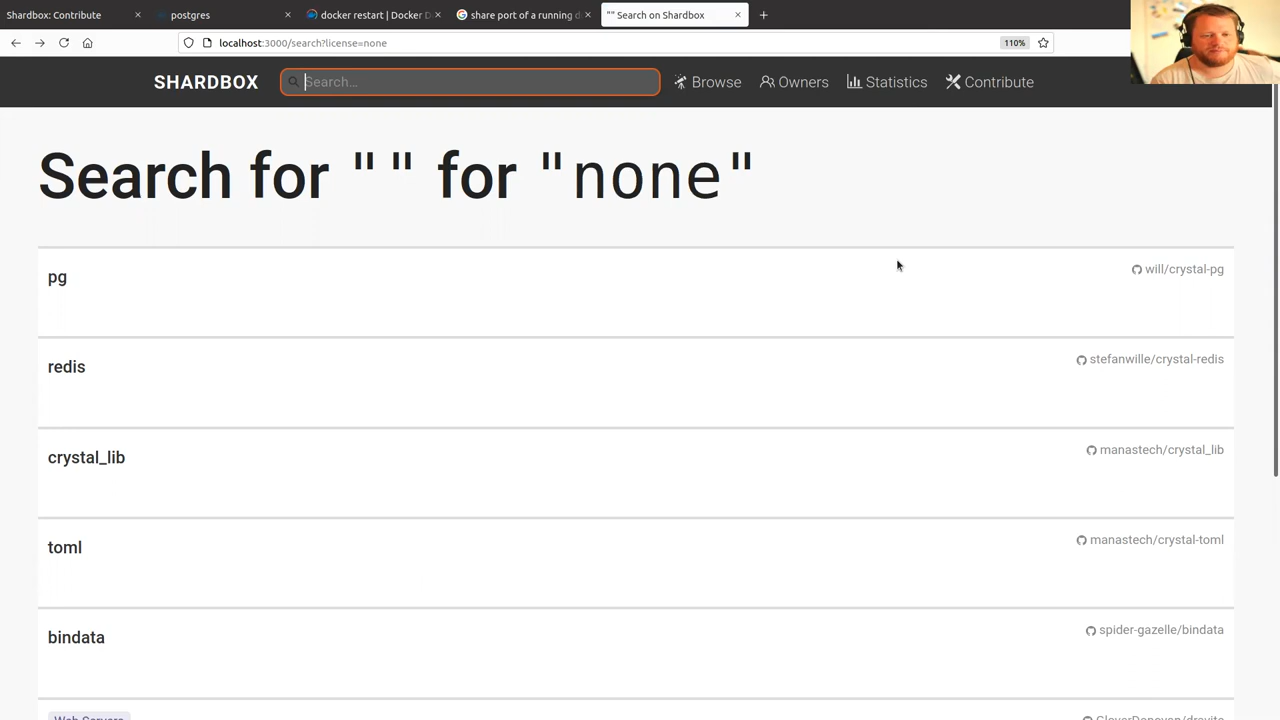 Shardbox: Contribute
postgres
docker restart | Docker D
share port of a running d
"" Search on Shardbox
localhost:3000/search?license=none
110%
SHARDBOX
Search...
Browse
Owners
Statistics
Contribute
Search for "" for "none"
pg
will/crystal-pg
redis
stefanwille/crystal-redis
crystal_lib
manastech/crystal_lib
toml
manastech/crystal-toml
bindata
spider-gazelle/bindata
Web Servers